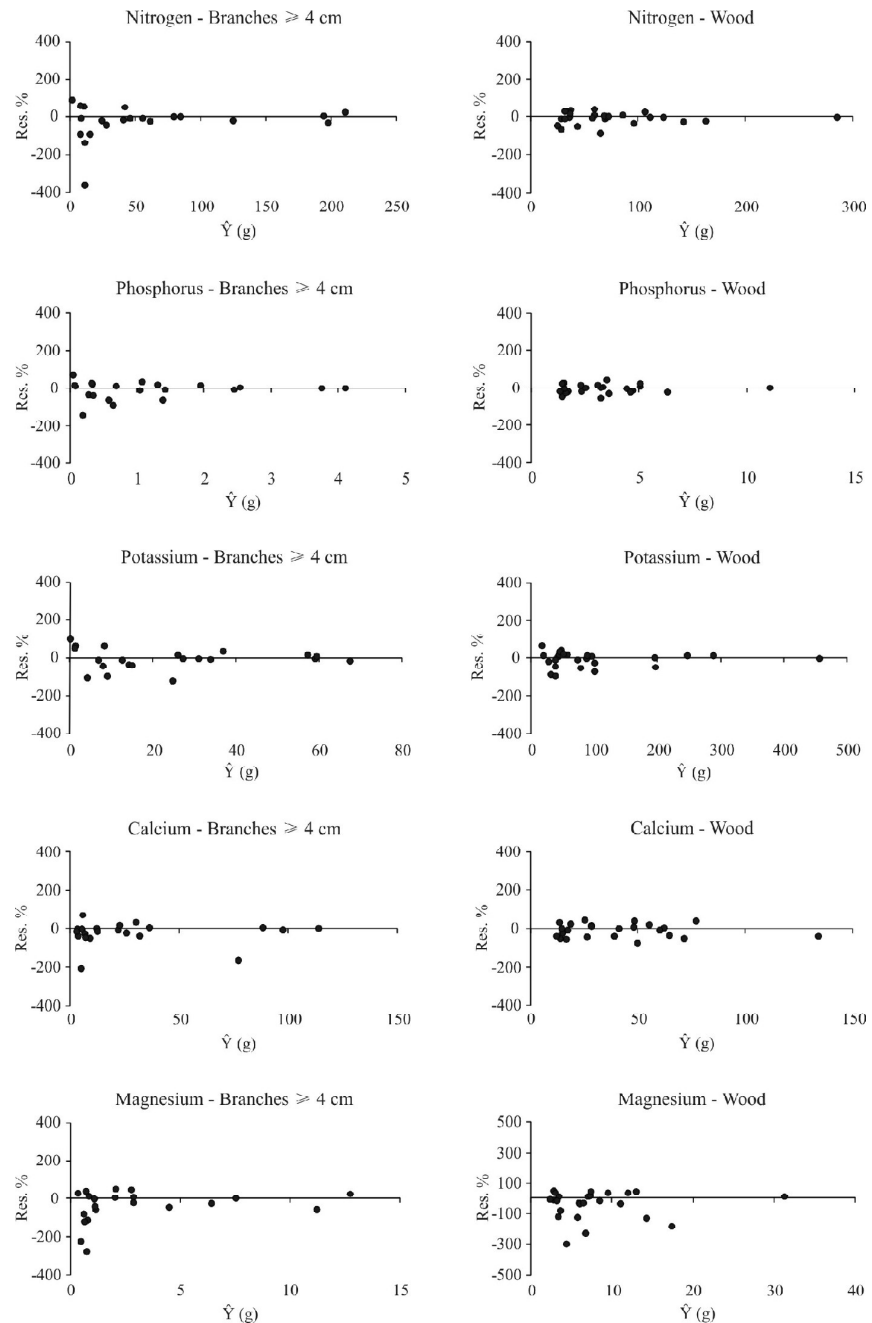 Nitrogen - Branches ⩾ 4 cm
400
200
0
-200
-400
Res. %
0 50 100 150 200 250
Ŷ (g)
Nitrogen - Wood
400
200
0
-200
-400
Res. %
0 100 200 300
Ŷ (g)
Phosphorus - Branches ⩾ 4 cm
400
200
0
-200
-400
Res. %
0 1 2 3 4 5
Ŷ (g)
Phosphorus - Wood
400
200
0
-200
-400
Res. %
0 5 10 15
Ŷ (g)
Potassium - Branches ⩾ 4 cm
400
200
0
-200
-400
Res. %
0 20 40 60 80
Ŷ (g)
Potassium - Wood
400
200
0
-200
-400
Res. %
0 100 200 300 400 500
Ŷ (g)
Calcium - Branches ⩾ 4 cm
400
200
0
-200
-400
Res. %
0 50 100 150
Ŷ (g)
Calcium - Wood
400
200
0
-200
-400
Res. %
0 50 100 150
Ŷ (g)
Magnesium - Branches ⩾ 4 cm
400
200
0
-200
-400
Res. %
0 5 10 15
Ŷ (g)
Magnesium - Wood
500
300
100
-100
-300
-500
Res. %
0 10 20 30 40
Ŷ (g)